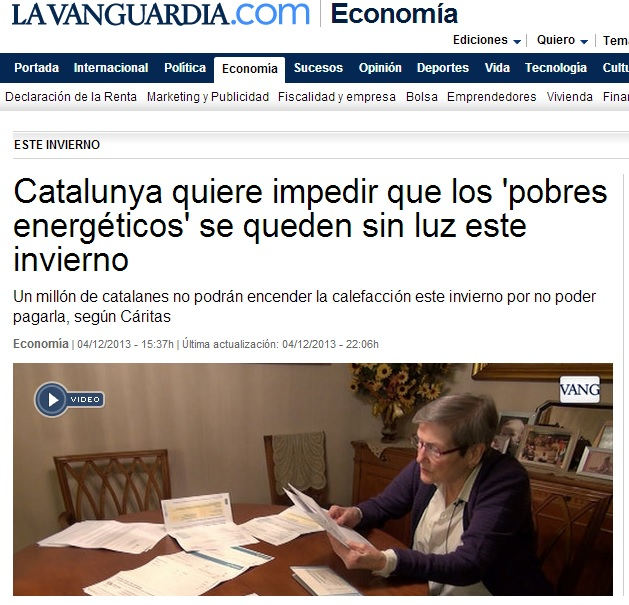 LAVANGUARDIA.com | Economía
Ediciones | Quiero | Tem
Portada Internacional Política Economía Sucesos Opinión Deportes Vida Tecnología Cultu
Declaración de la Renta Marketing y Publicidad Fiscalidad y empresa Bolsa Emprendedores Vivienda Finan
ESTE INVIERNO
Catalunya quiere impedir que los 'pobres
energéticos' se queden sin luz este
invierno
Un millón de catalanes no podrán encender la calefacción este invierno por no poder
pagarla, según Cáritas
Economía | 04/12/2013 - 15:37h | Última actualización: 04/12/2013 - 22:06h
VIDEO
VANG